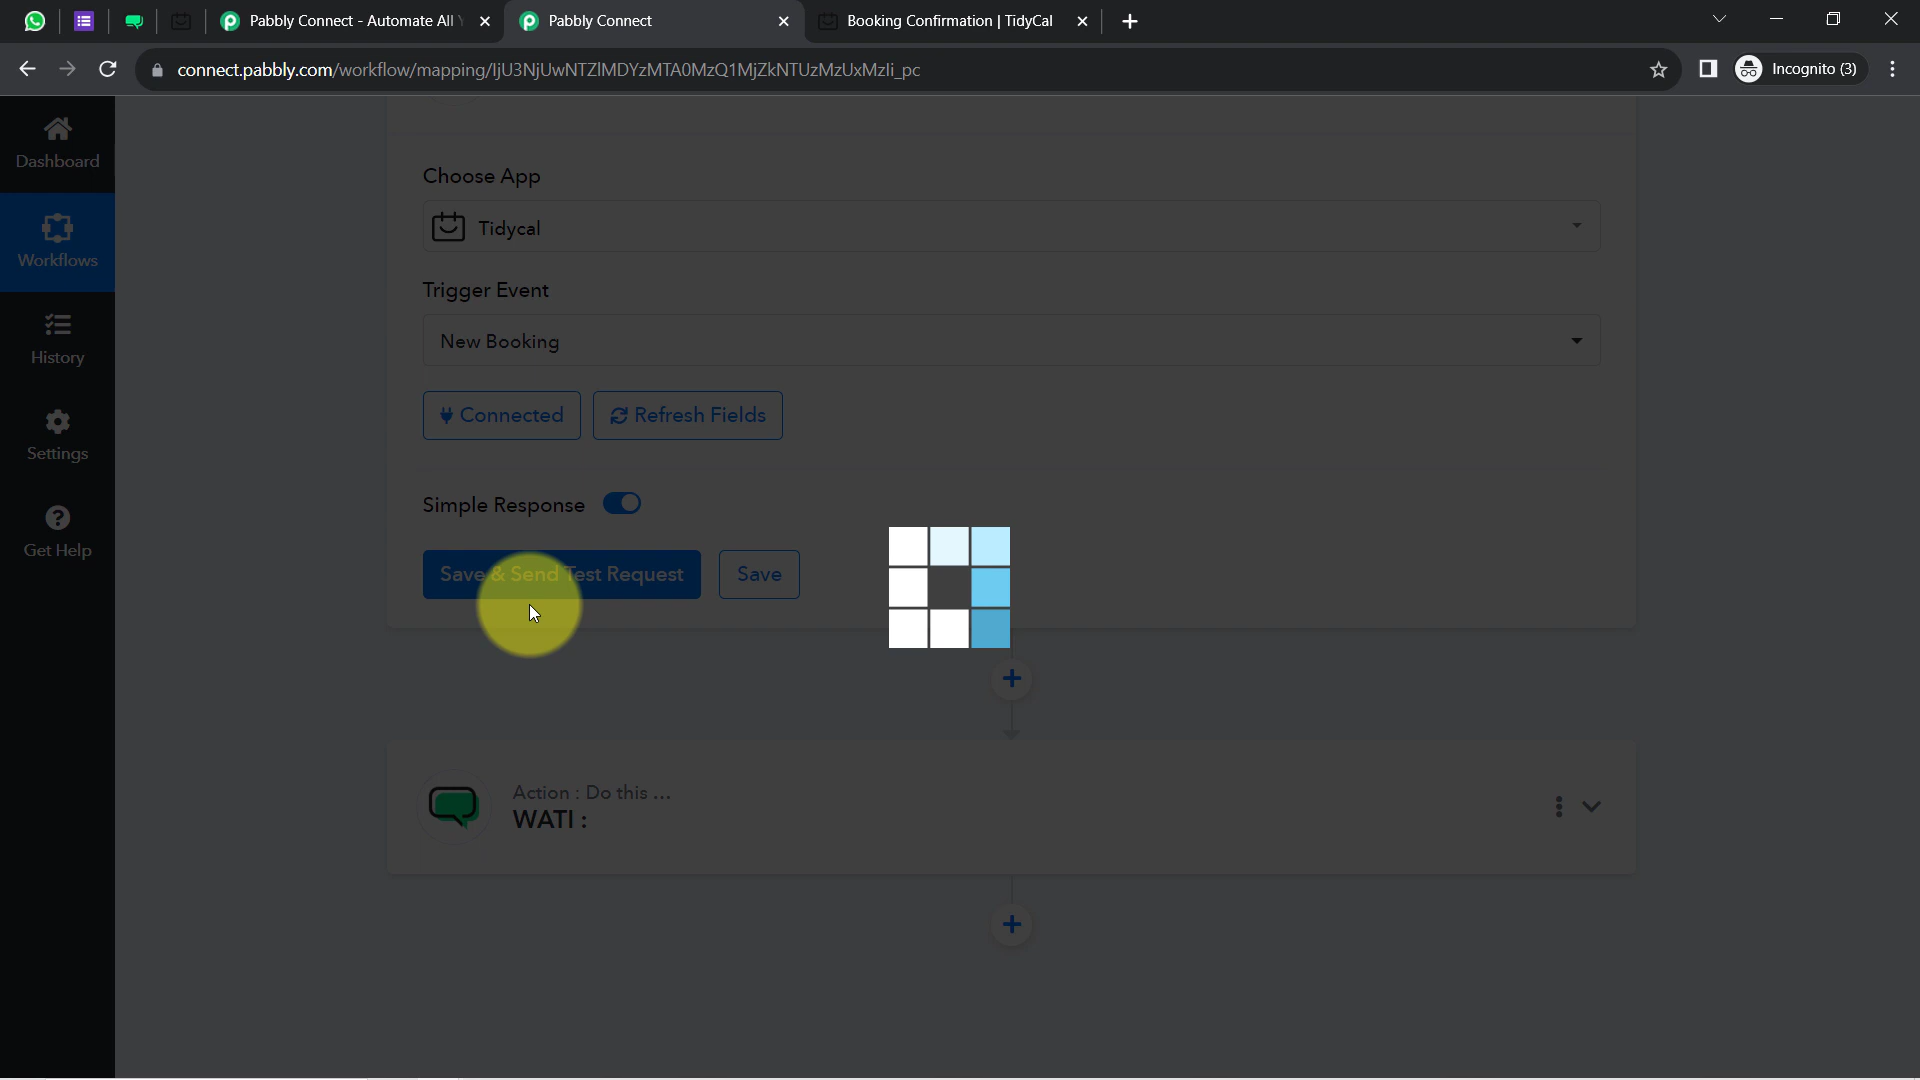 Pabbly Connect - Automate All
Pabbly Connect
Booking Confirmation | TidyCal
connect.pabbly.com/workflow/mapping/IjU3NjUwNTZlMDYzMTA0MzQ1MjZkNTUzMzUxMzIi_pc
Incognito (3)
Dashboard
Workflows
History
Settings
Get Help
Choose App
Tidycal
Trigger Event
New Booking
Connected
Refresh Fields
Simple Response
Save & Send Test Request
Save
Action : Do this ...
WATI :